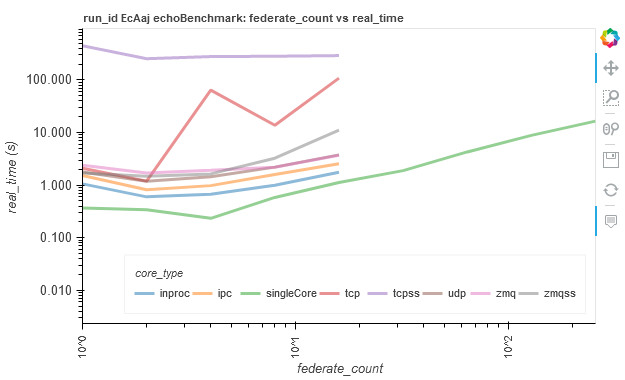 run_id EcAaj echoBenchmark: federate_count vs real_time
100.000
10.000
1.000
0.100
0.010
real_time (s)
core_type
inproc ipc singleCore tcp tcpss udp zmq zmqss
10^0 10^1 10^2
federate_count